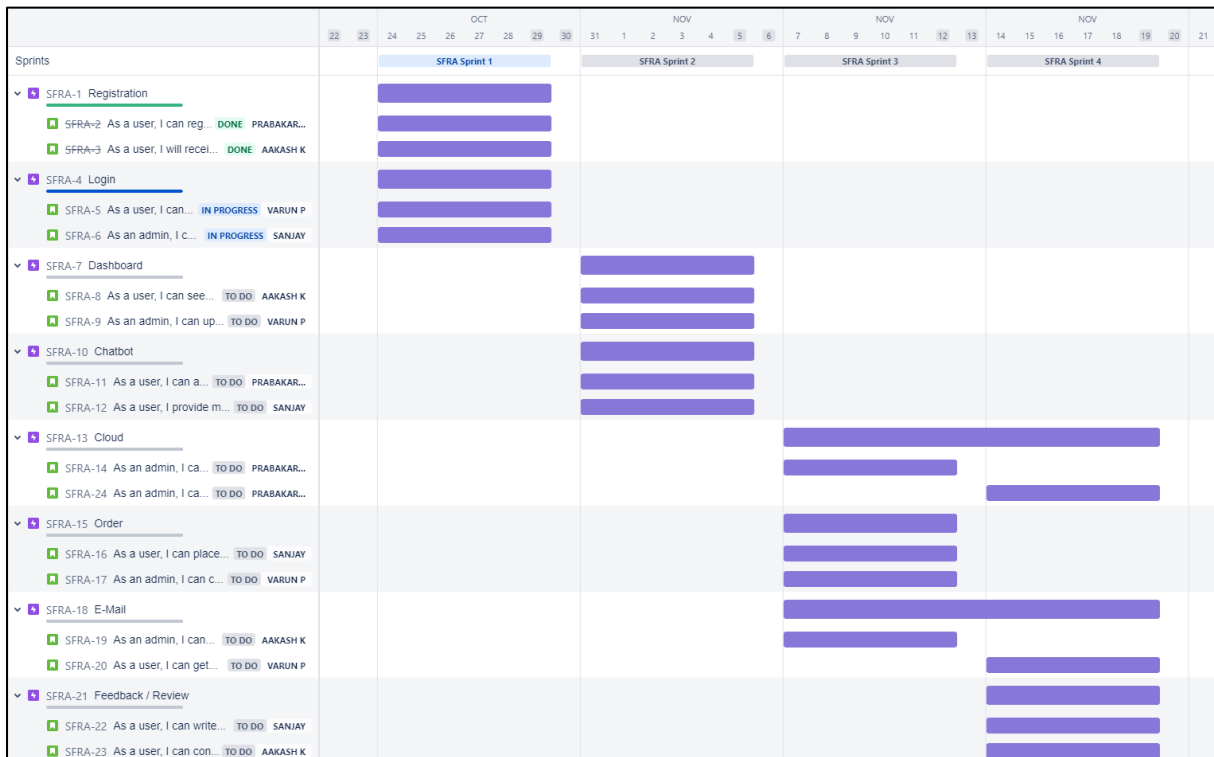 OCT NOV NOV NOV
22 23 24 25 26 27 28 29 30 31 1 2 3 4 5 6 7 8 9 10 11 12 13 14 15 16 17 18 19 20 21
Sprints SFRA Sprint 1 SFRA Sprint 2 SFRA Sprint 3 SFRA Sprint 4
SFRA-1 Registration
SFRA-2 As a user, I can reg... DONE PRABAKAR...
SFRA-3 As a user, I will recei... DONE AAKASH K
SFRA-4 Login
SFRA-5 As a user, I can... IN PROGRESS VARUN P
SFRA-6 As an admin, I c... IN PROGRESS SANJAY
SFRA-7 Dashboard
SFRA-8 As a user, I can see... TO DO AAKASH K
SFRA-9 As an admin, I can up... TO DO VARUN P
SFRA-10 Chatbot
SFRA-11 As a user, I can a... TO DO PRABAKAR...
SFRA-12 As a user, I provide m... TO DO SANJAY
SFRA-13 Cloud
SFRA-14 As an admin, I ca... TO DO PRABAKAR...
SFRA-24 As an admin, I ca... TO DO PRABAKAR...
SFRA-15 Order
SFRA-16 As a user, I can place... TO DO SANJAY
SFRA-17 As an admin, I can c... TO DO VARUN P
SFRA-18 E-Mail
SFRA-19 As an admin, I can... TO DO AAKASH K
SFRA-20 As a user, I can get... TO DO VARUN P
SFRA-21 Feedback / Review
SFRA-22 As a user, I can write... TO DO SANJAY
SFRA-23 As a user, I can con... TO DO AAKASH K